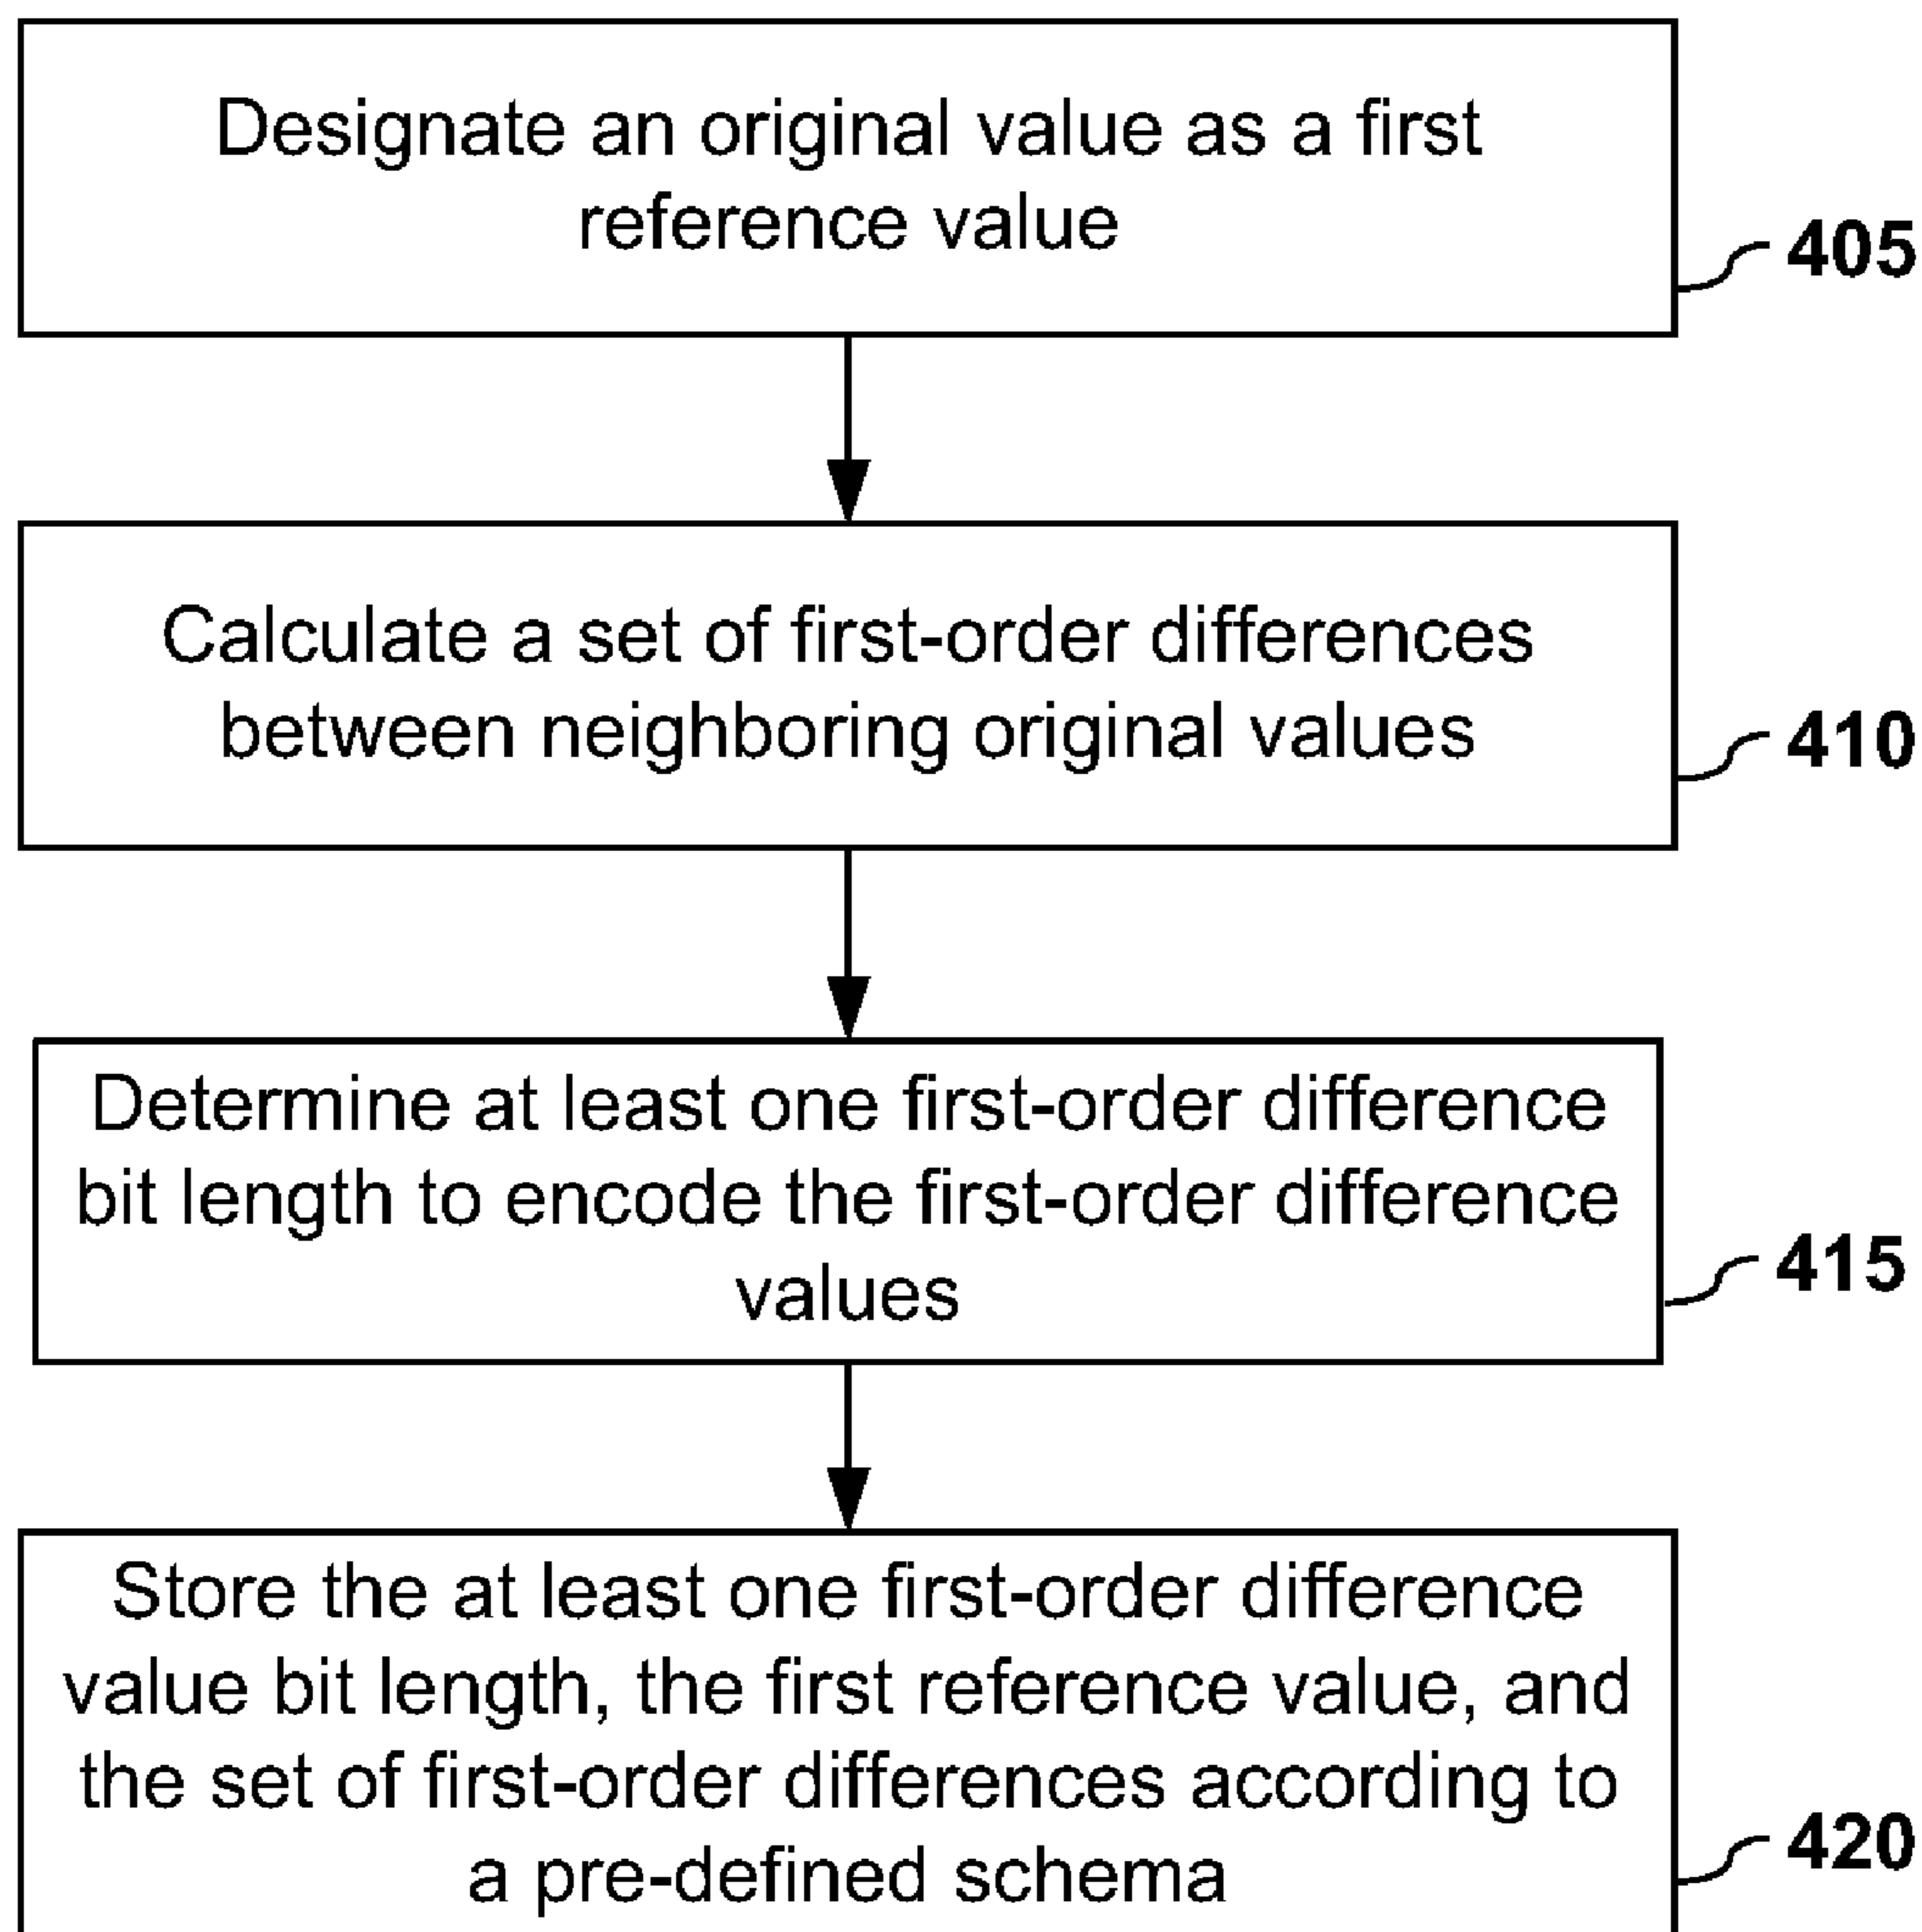 Designate an original value as a first
reference value
405
Calculate a set of first-order differences
between neighboring original values
410
Determine at least one first-order difference
bit length to encode the first-order difference
values
415
Store the at least one first-order difference
value bit length, the first reference value, and
the set of first-order differences according to
a pre-defined schema
420